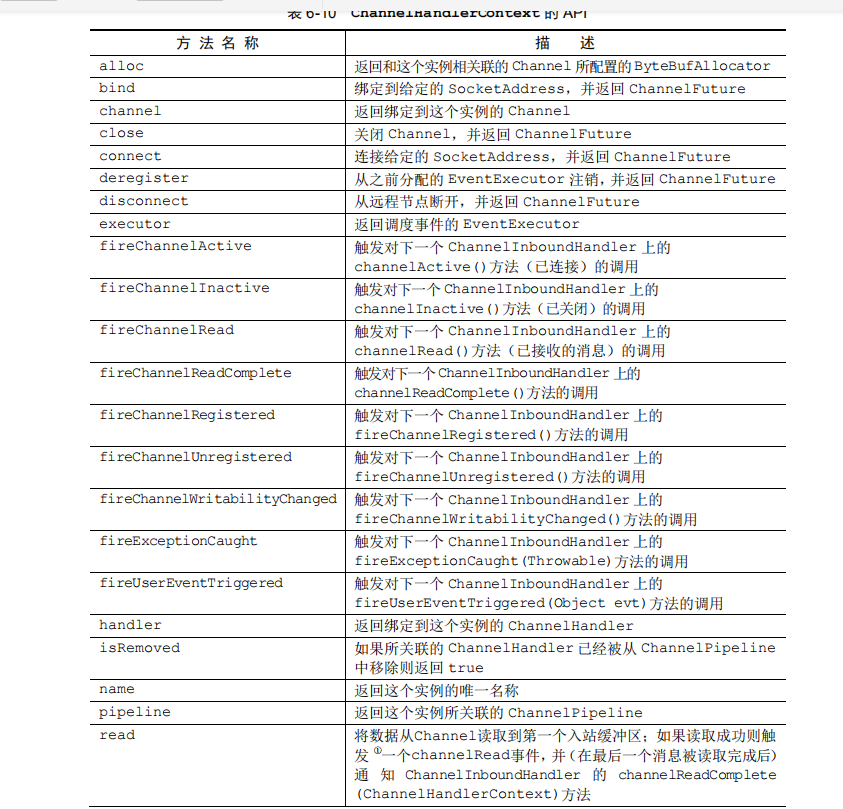 表 6-10 ChannelHandlerContext 的 API
方 法 名 称 描 述
alloc 返回和这个实例相关联的 Channel 所配置的 ByteBufAllocator
bind 绑定到给定的 SocketAddress，并返回 ChannelFuture
channel 返回绑定到这个实例的 Channel
close 关闭 Channel，并返回 ChannelFuture
connect 连接给定的 SocketAddress，并返回 ChannelFuture
deregister 从之前分配的 EventExecutor 注销，并返回 ChannelFuture
disconnect 从远程节点断开，并返回 ChannelFuture
executor 返回调度事件的 EventExecutor
fireChannelActive 触发对下一个 ChannelInboundHandler 上的
channelActive()方法（已连接）的调用
fireChannelInactive 触发对下一个 ChannelInboundHandler 上的
channelInactive()方法（已关闭）的调用
fireChannelRead 触发对下一个 ChannelInboundHandler 上的
channelRead()方法（已接收的消息）的调用
fireChannelReadComplete 触发对下一个 ChannelInboundHandler 上的
channelReadComplete()方法的调用
fireChannelRegistered 触发对下一个 ChannelInboundHandler 上的
fireChannelRegistered()方法的调用
fireChannelUnregistered 触发对下一个 ChannelInboundHandler 上的
fireChannelUnregistered()方法的调用
fireChannelWritabilityChanged 触发对下一个 ChannelInboundHandler 上的
fireChannelWritabilityChanged()方法的调用
fireExceptionCaught 触发对下一个 ChannelInboundHandler 上的
fireExceptionCaught(Throwable)方法的调用
fireUserEventTriggered 触发对下一个 ChannelInboundHandler 上的
fireUserEventTriggered(Object evt)方法的调用
handler 返回绑定到这个实例的 ChannelHandler
isRemoved 如果所关联的 ChannelHandler 已经被从 ChannelPipeline
中移除则返回 true
name 返回这个实例的唯一名称
pipeline 返回这个实例所关联的 ChannelPipeline
read 将数据从Channel读取到第一个入站缓冲区；如果读取成功则触
发①一个channelRead事件，并（在最后一个消息被读取完成后）
通 知 ChannelInboundHandler 的 channelReadComplete
(ChannelHandlerContext)方法